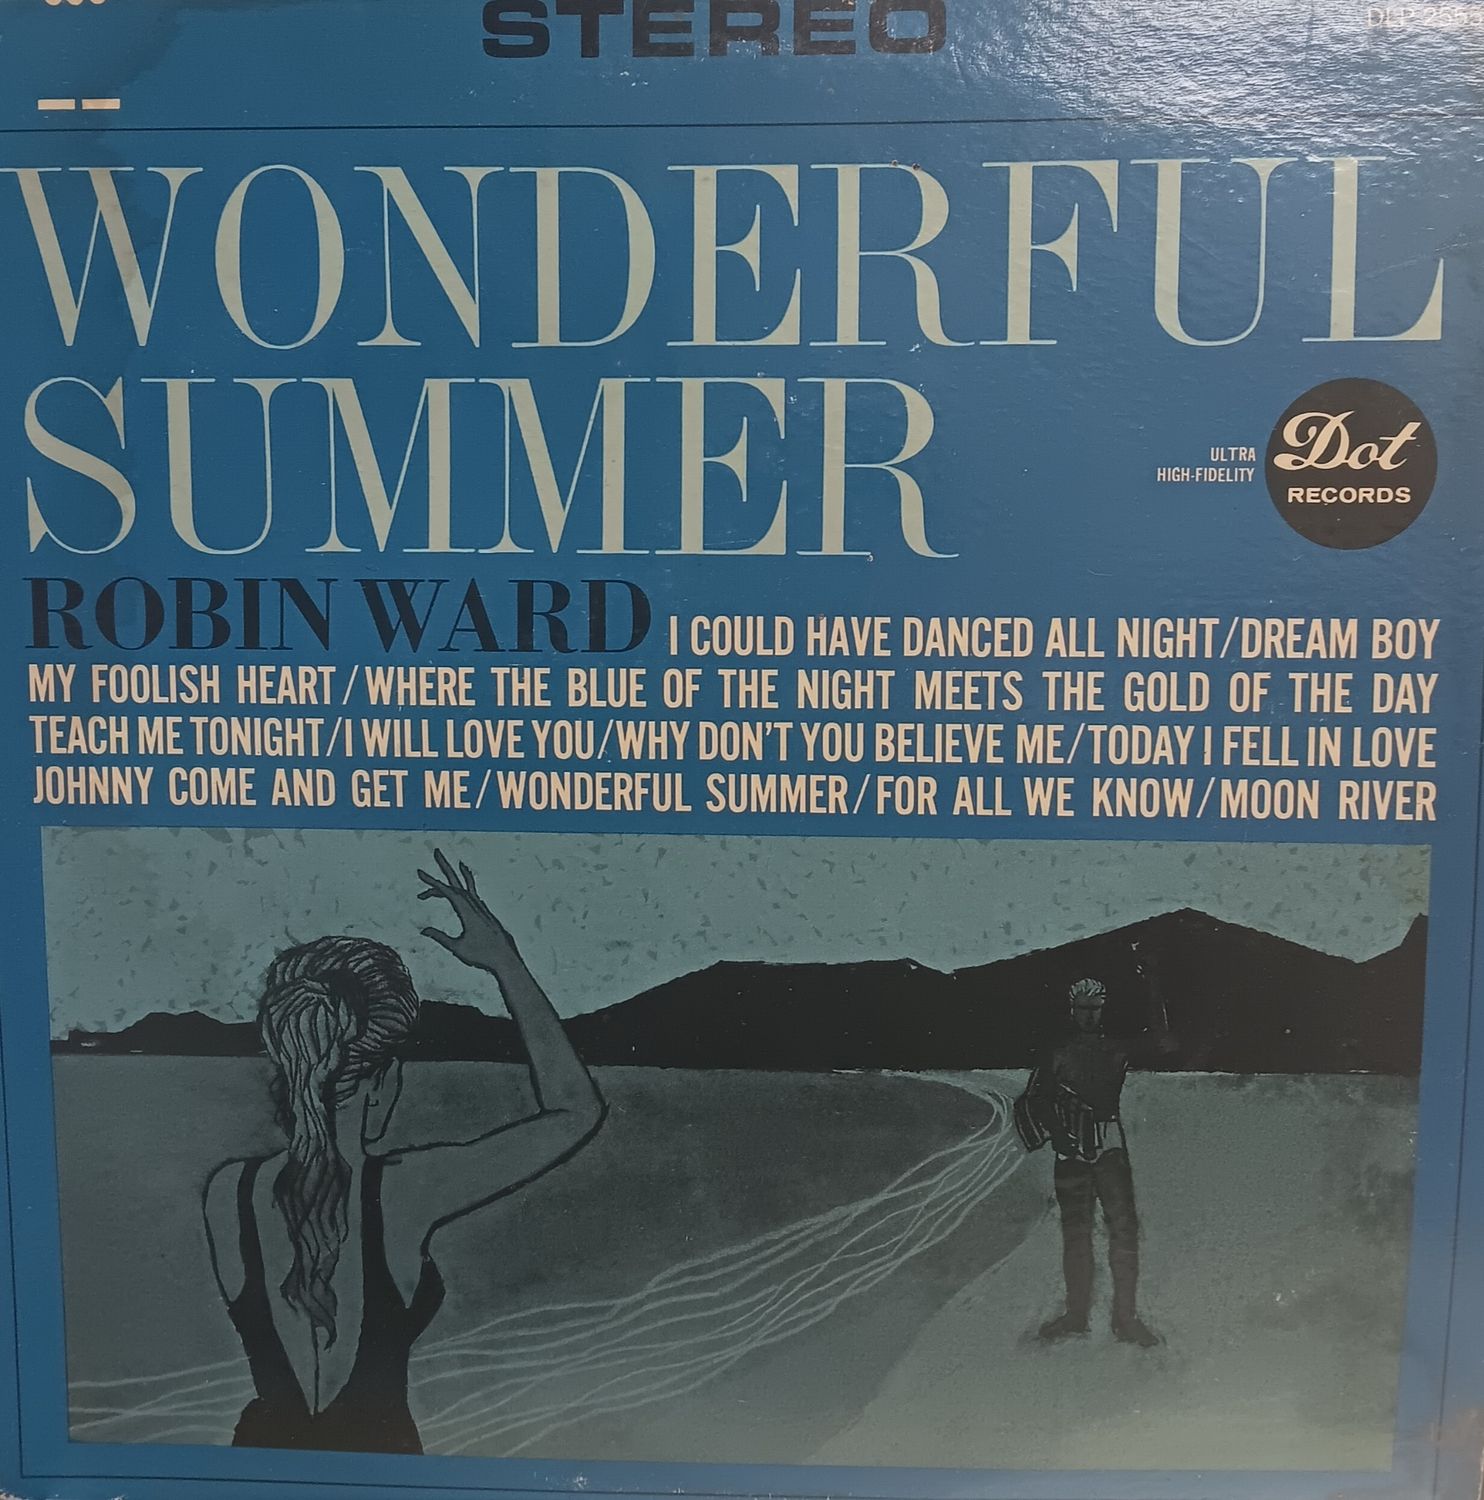 STEREO
WONDERFUL
SUMMER
ULTRA
HIGH-FIDELITY
Dot
RECORDS
ROBIN WARD
I COULD HAVE DANCED ALL NIGHT/DREAM BOY
MY FOOLISH HEART/WHERE THE BLUE OF THE NIGHT MEETS THE GOLD OF THE DAY
TEACH ME TONIGHT/I WILL LOVE YOU/WHY DON'T YOU BELIEVE ME/TODAY I FELL IN LOVE
JOHNNY COME AND GET ME/WONDERFUL SUMMER/FOR ALL WE KNOW/MOON RIVER